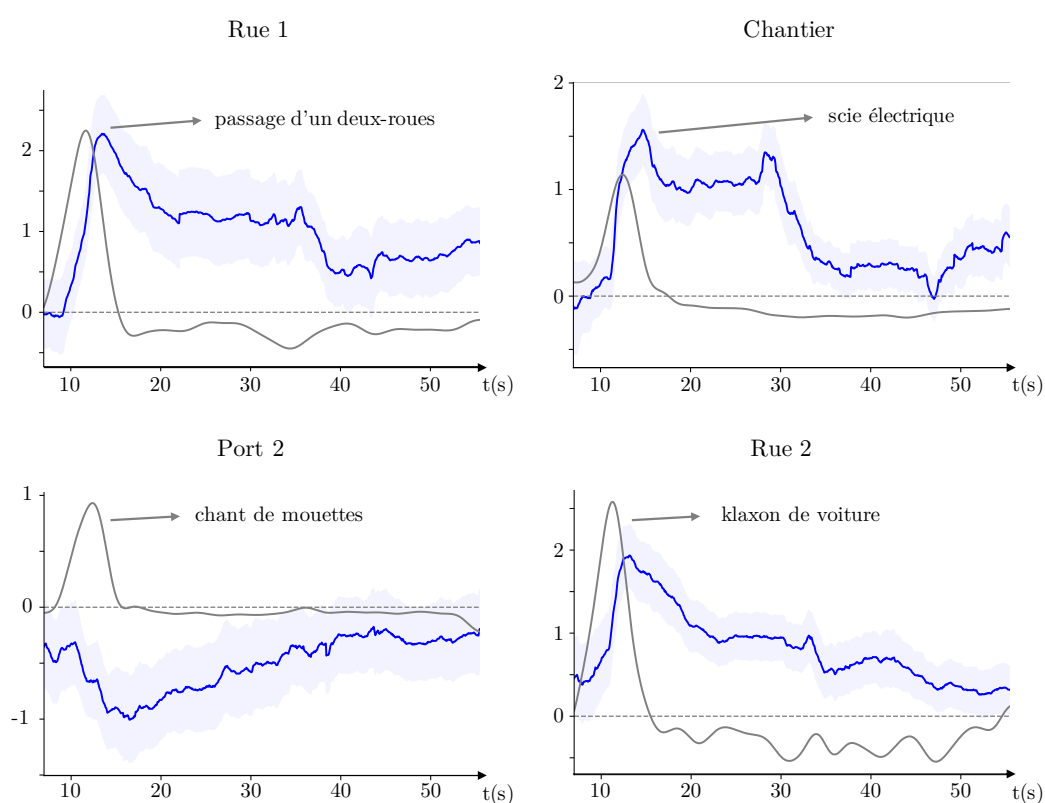 Rue 1
passage d'un deux-roues
2
1
0
10 20 30 40 50 t(s)
Chantier
2
scie électrique
1
0
10 20 30 40 50 t(s)
Port 2
1
chant de mouettes
0
-1
10 20 30 40 50 t(s)
Rue 2
klaxon de voiture
2
1
0
10 20 30 40 50 t(s)